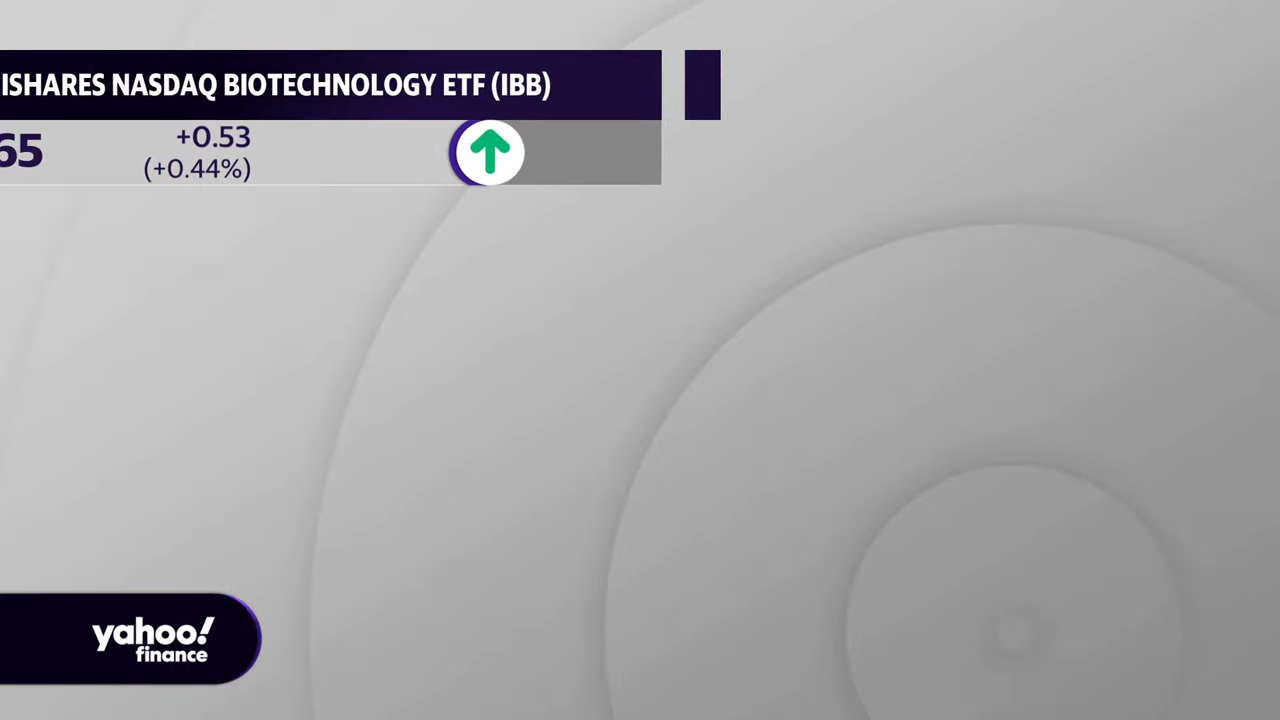 ISHARES NASDAQ BIOTECHNOLOGY ETF (IBB)
65
+0.53
(+0.44%)
yahoo!
finance